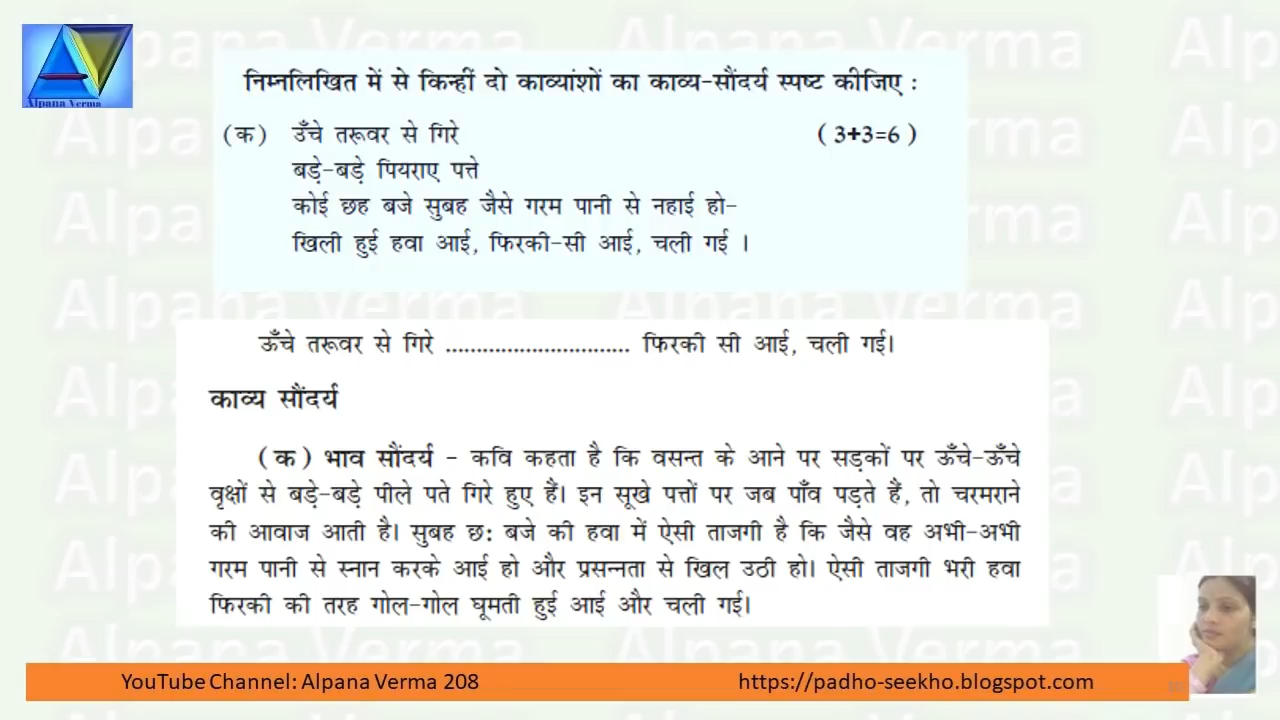 Alpana Verma
निम्नलिखित में से किन्हीं दो काव्यांशों का काव्य-सौंदर्य स्पष्ट कीजिए :
(क) उँचे तरूवर से गिरे (3+3=6)
बड़े-बड़े पियराए पत्ते
कोई छह बजे सुबह जैसे गरम पानी से नहाई हो-
खिली हुई हवा आई, फिरकी-सी आई, चली गई ।
ऊँचे तरूवर से गिरे .............................. फिरकी सी आई, चली गई।
काव्य सौंदर्य
(क) भाव सौंदर्य - कवि कहता है कि वसन्त के आने पर सड़कों पर ऊँचे-ऊँचे
वृक्षों से बड़े-बड़े पीले पते गिरे हुए हैं। इन सूखे पत्तों पर जब पाँव पड़ते हैं, तो चरमराने
की आवाज आती है। सुबह छ: बजे की हवा में ऐसी ताजगी है कि जैसे वह अभी-अभी
गरम पानी से स्नान करके आई हो और प्रसन्नता से खिल उठी हो। ऐसी ताजगी भरी हवा
फिरकी की तरह गोल-गोल घूमती हुई आई और चली गई।
YouTube Channel: Alpana Verma 208 https://padho-seekho.blogspot.com